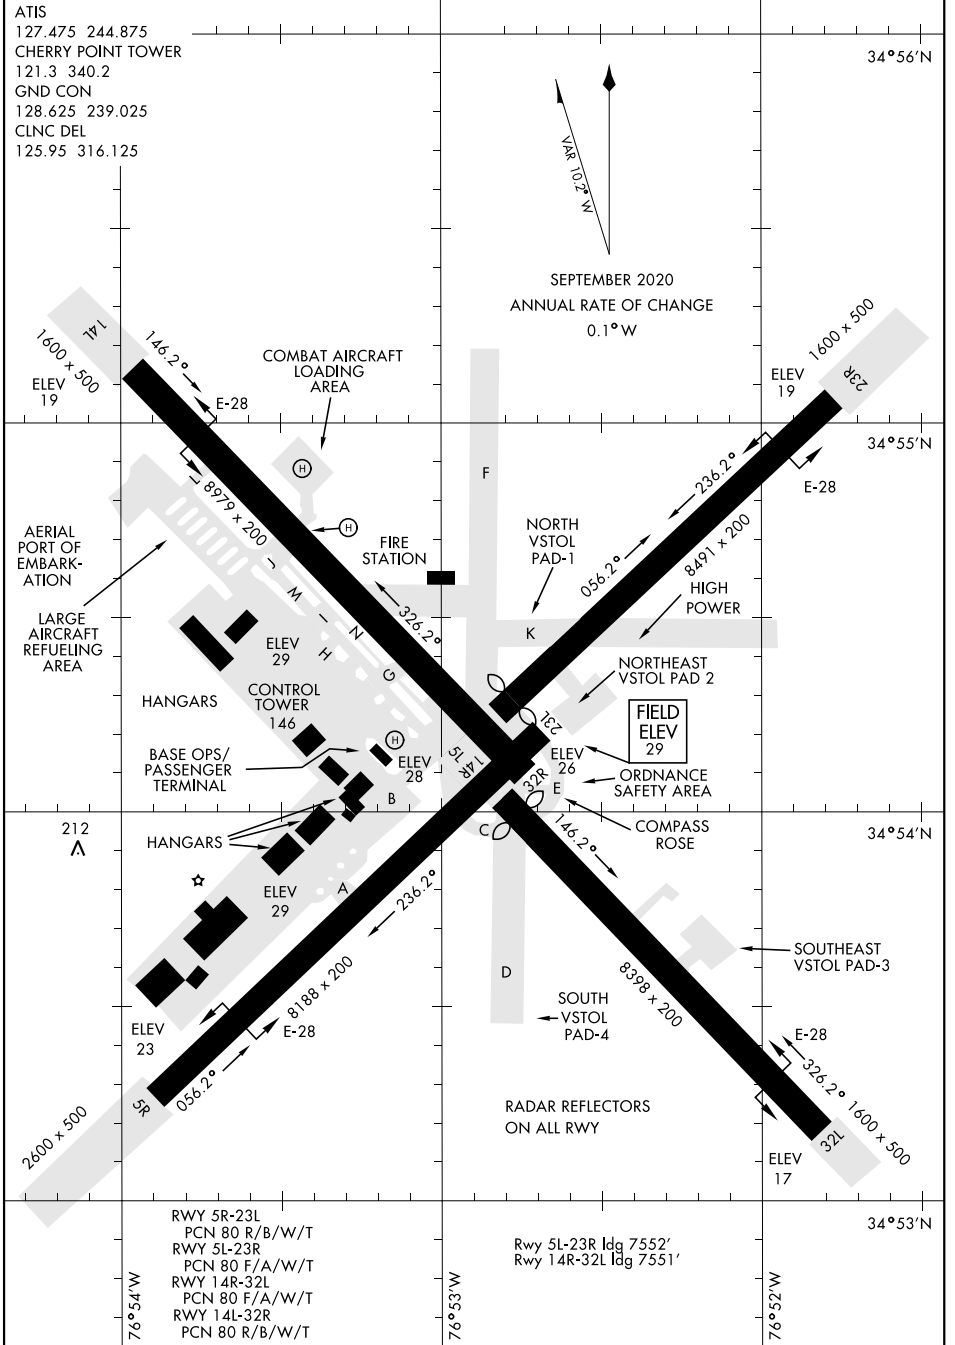 ATIS
127.475 244.875
CHERRY POINT TOWER
121.3 340.2
GND CON
128.625 239.025
CLNC DEL
125.95 316.125
34°56'N
VAR 10.2° W
SEPTEMBER 2020
ANNUAL RATE OF CHANGE
0.1° W
14L
1600 x 500
146.2°
ELEV
19
E-28
COMBAT AIRCRAFT
LOADING
AREA
1600 x 500
23R
ELEV
19
34°55'N
E-28
236.2°
056.2°
8491 x 200
F
H
H
8979 x 200
AERIAL
PORT OF
EMBARK-
ATION
FIRE
STATION
NORTH
VSTOL
PAD-1
HIGH
POWER
LARGE
AIRCRAFT
REFUELING
AREA
326.2°
K
J
I
W
I
N
H
G
ELEV
29
HANGARS
CONTROL
TOWER
146
NORTHEAST
VSTOL PAD 2
FIELD
ELEV
29
23L
BASE OPS/
PASSENGER
TERMINAL
H
ELEV
28
5L
14R
32R
ELEV
26
E
ORDNANCE
SAFETY AREA
B
212
HANGARS
C
146.2°
COMPASS
ROSE
34°54'N
ELEV
29
A
236.2°
SOUTHEAST
VSTOL PAD-3
D
8188 x 200
8398 x 200
SOUTH
VSTOL
PAD-4
ELEV
23
E-28
056.2°
E-28
326.2°
5R
2600 x 500
RADAR REFLECTORS
ON ALL RWY
32L
1600 x 500
ELEV
17
34°53'N
RWY 5R-23L
PCN 80 R/B/W/T
RWY 5L-23R
PCN 80 F/A/W/T
RWY 14R-32L
PCN 80 F/A/W/T
RWY 14L-32R
PCN 80 R/B/W/T
Rwy 5L-23R ldg 7552'
Rwy 14R-32L ldg 7551'
76°54'W
76°53'W
76°52'W